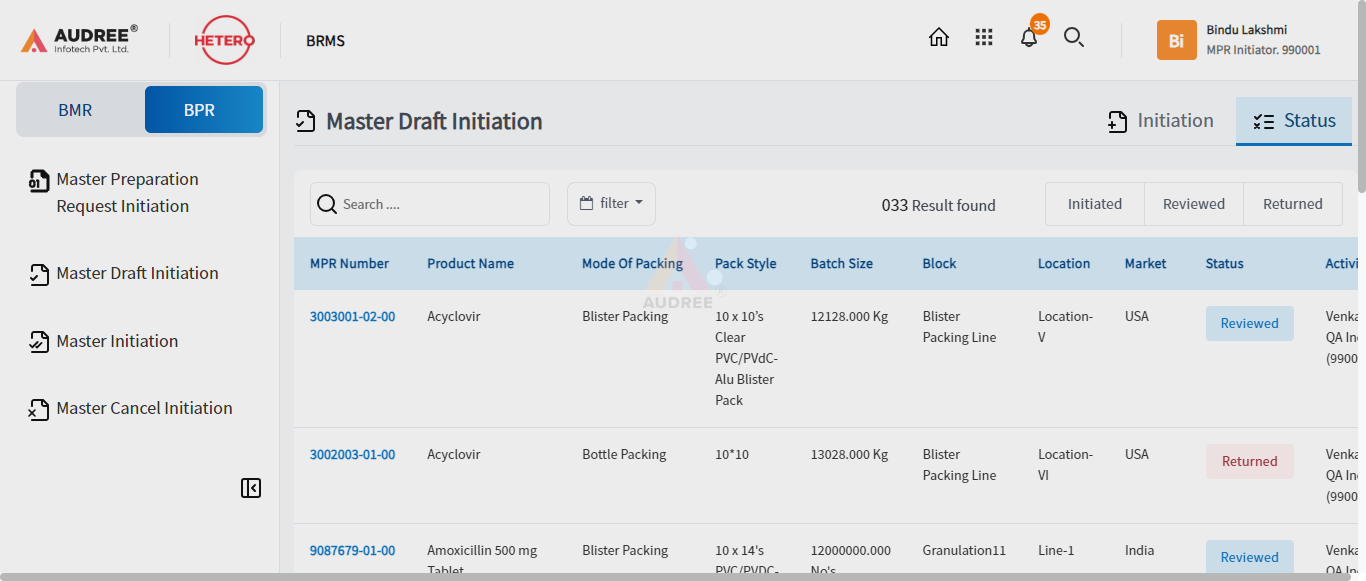 AUDREE®
Infotech Pvt. Ltd.
HETERO
BRMS
35
Bi
Bindu Lakshmi
MPR Initiator. 990001
BMR
BPR
Master Preparation
Request Initiation
Master Draft Initiation
Master Initiation
Master Cancel Initiation
Master Draft Initiation
Initiation
Status
Search ....
filter
033 Result found
Initiated
Reviewed
Returned
MPR Number Product Name Mode Of Packing Pack Style Batch Size Block Location Market Status Activi
AUDREE
3003001-02-00 Acyclovir Blister Packing 10 x 10’s 12128.000 Kg Blister Location- USA Reviewed Venka
Clear Packing Line V QA In
PVC/PVdC- (9900
Alu Blister
Pack
3002003-01-00 Acyclovir Bottle Packing 10*10 13028.000 Kg Blister Location- USA Returned Venka
Packing Line VI QA In
(9900
9087679-01-00 Amoxicillin 500 mg Blister Packing 10 x 14's 12000000.000 Granulation11 Line-1 India Reviewed Venka
Tablet PVC/PVDC- No's QA In